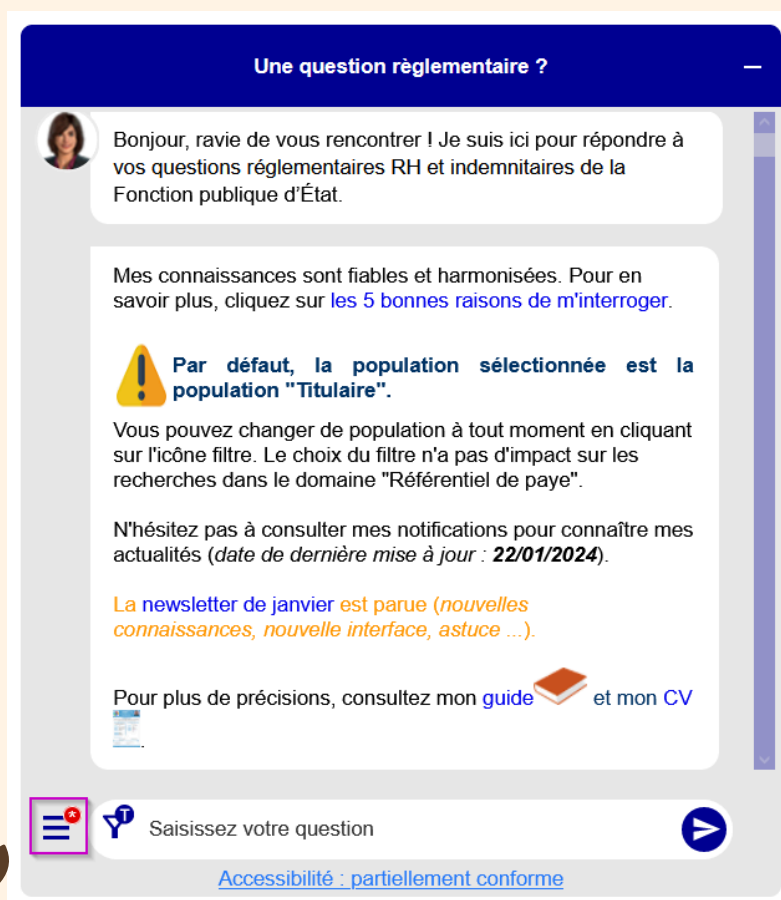 Une question règlementaire ?
Bonjour, ravie de vous rencontrer ! Je suis ici pour répondre à
vos questions réglementaires RH et indemnitaires de la
Fonction publique d'État.
Mes connaissances sont fiables et harmonisées. Pour en
savoir plus, cliquez sur les 5 bonnes raisons de m'interroger.
Par défaut, la population sélectionnée est la
population "Titulaire".
Vous pouvez changer de population à tout moment en cliquant
sur l'icône filtre. Le choix du filtre n'a pas d'impact sur les
recherches dans le domaine "Référentiel de paye".
N'hésitez pas à consulter mes notifications pour connaître mes
actualités (date de dernière mise à jour : 22/01/2024).
La newsletter de janvier est parue (nouvelles
connaissances, nouvelle interface, astuce ...).
Pour plus de précisions, consultez mon guide et mon CV
.
* T Saisissez votre question
Accessibilité : partiellement conforme